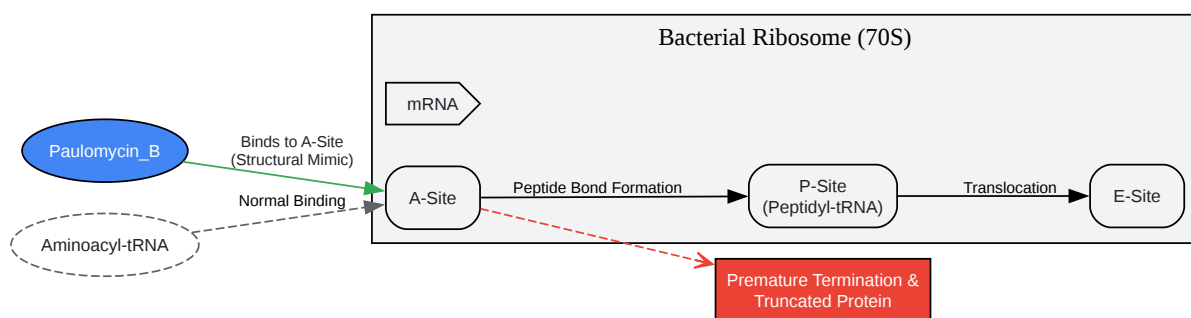 Bacterial Ribosome (70S)
mRNA
Paulomycin_B
Binds to A-Site
(Structural Mimic)
Normal Binding
Aminoacyl-tRNA
A-Site
Peptide Bond Formation
P-Site
(Peptidyl-tRNA)
Translocation
E-Site
Premature Termination &
Truncated Protein